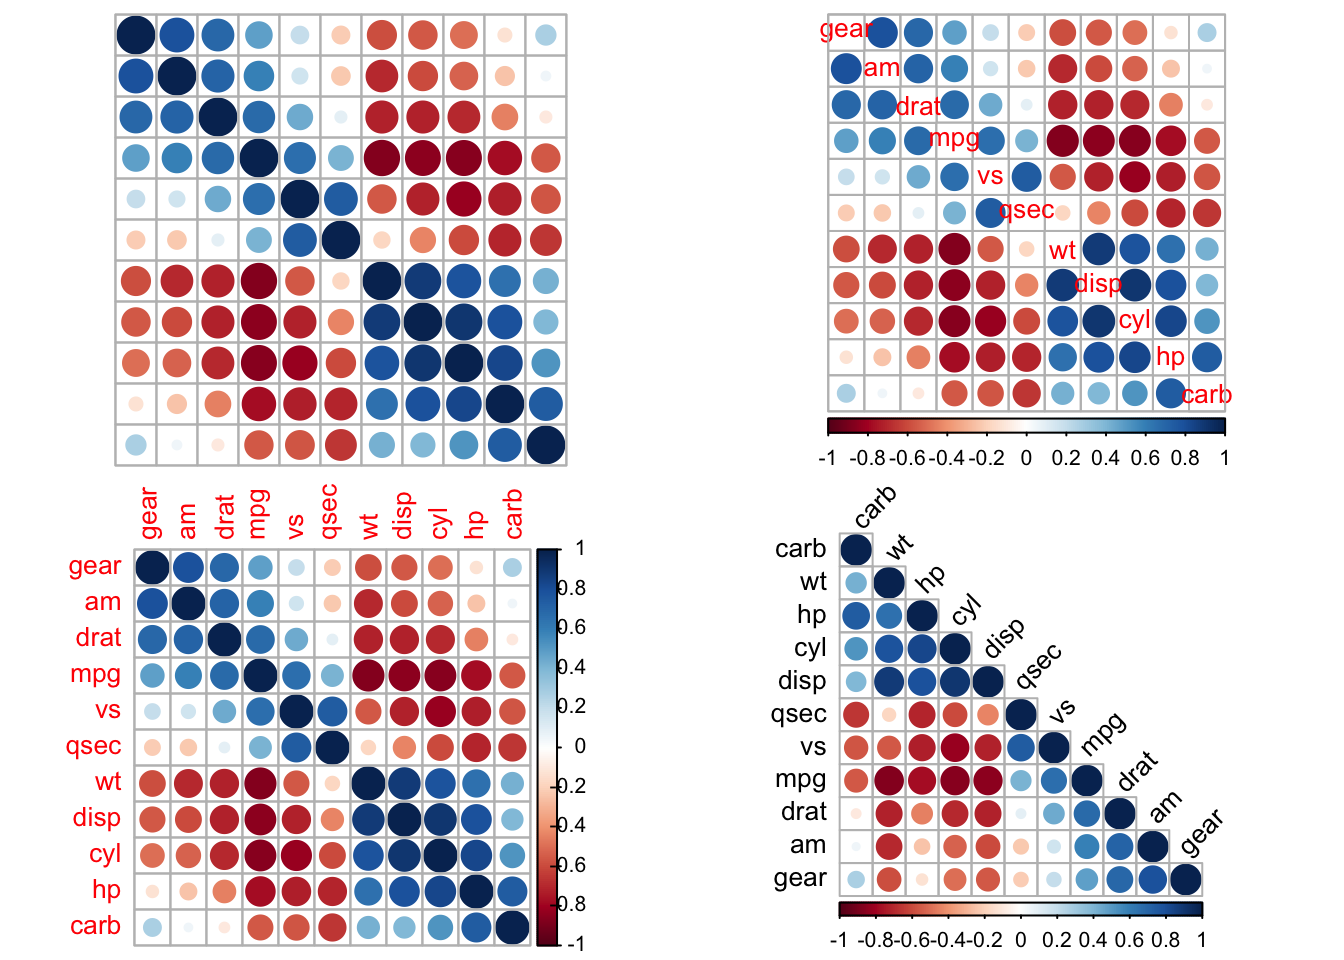 gear
am
drat
mpg
vs
qsec
wt
disp
cyl
hp
carb
-1 -0.8 -0.6 -0.4 -0.2 0 0.2 0.4 0.6 0.8 1
gear am drat mpg vs qsec wt disp cyl hp carb
gear
am
drat
mpg
vs
qsec
wt
disp
cyl
hp
carb
1
0.8
0.6
0.4
0.2
0
-0.2
-0.4
-0.6
-0.8
-1
carb wt hp cyl disp qsec vs mpg drat am gear
carb
wt
hp
cyl
disp
qsec
vs
mpg
drat
am
gear
-1 -0.8 -0.6 -0.4 -0.2 0 0.2 0.4 0.6 0.8 1